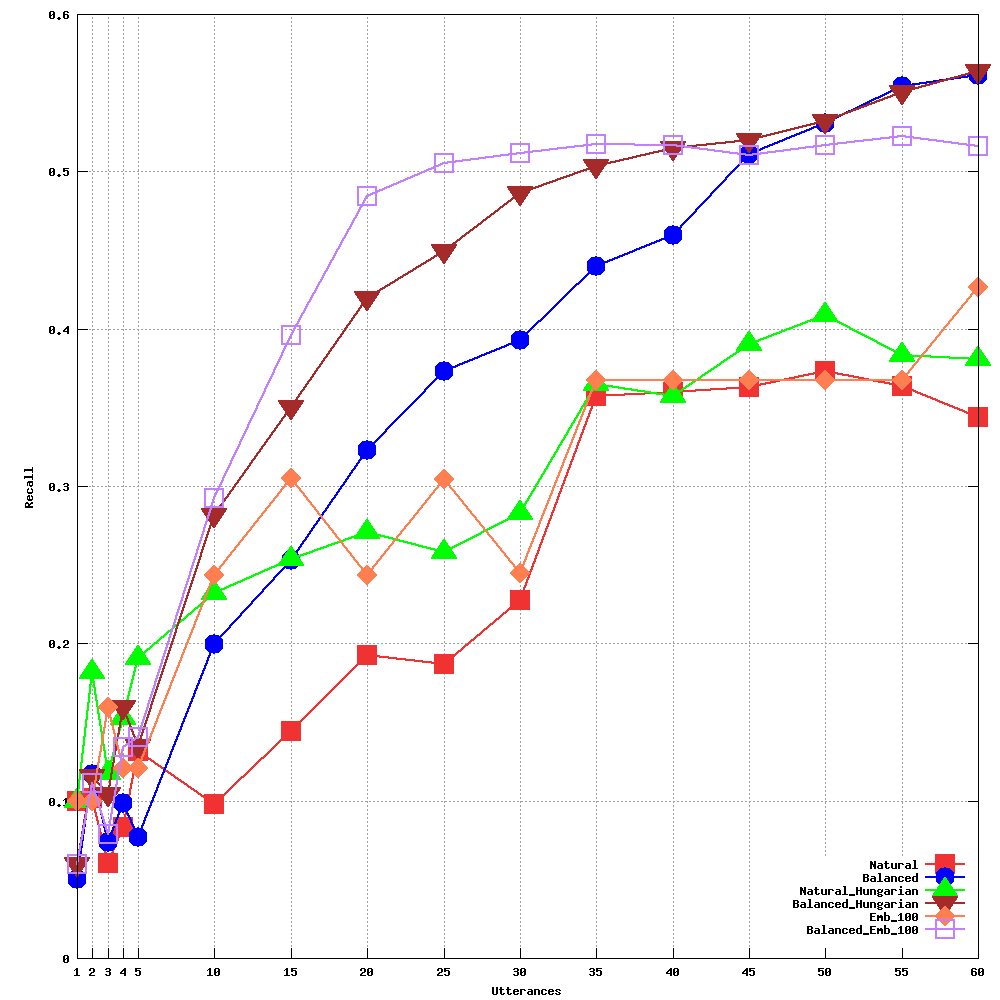 0.6
0.5
0.4
0.3
0.2
0.1
0
Recall
1 2 3 4 5 10 15 20 25 30 35 40 45 50 55 60
Utterances
Natural
Balanced
Natural_Hungarian
Balanced_Hungarian
Emb_100
Balanced_Emb_100